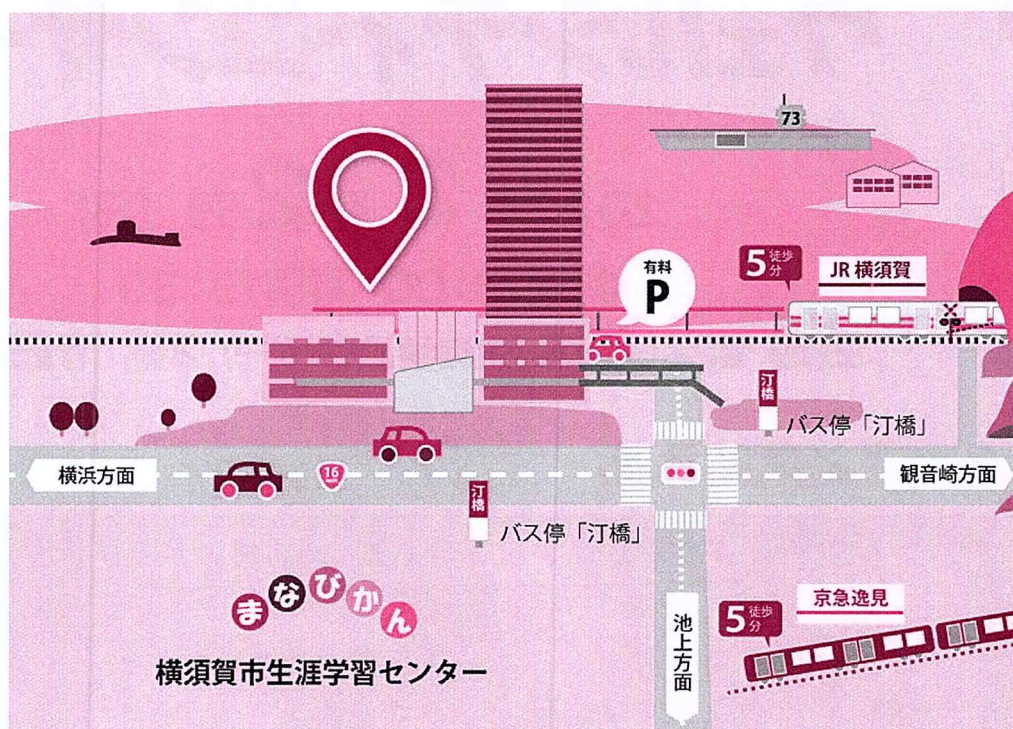 73
有料
P
5 徒歩
分
JR 横須賀
汀橋
バス停「汀橋」
横浜方面
16
観音崎方面
汀橋
バス停「汀橋」
まなびかん
横須賀市生涯学習センター
池上方面
5 徒歩
分
京急逸見